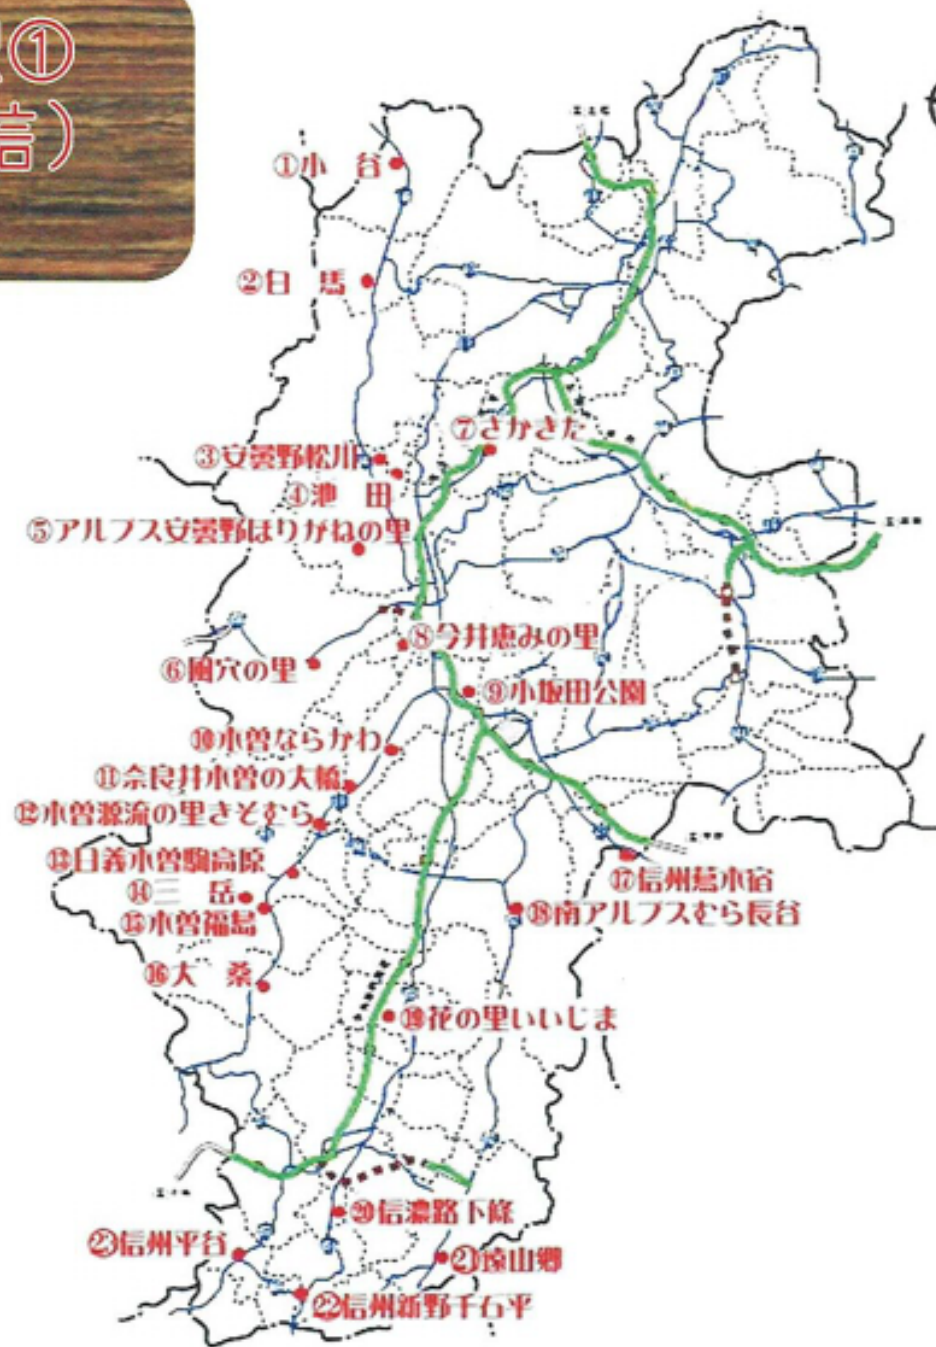 ①
信）
①小　谷
②白　馬
③安曇野松川
④池　田
⑤アルプス安曇野ほりがねの里
⑥風穴の里
⑦さかきた
⑧今井恵みの里
⑨小坂田公園
⑩木曽ならかわ
⑪奈良井木曽の大橋
⑫木曽源流の里きそむら
⑬日義木曽駒高原
⑭三　岳
⑮木曽福島
⑯大　桑
⑰信州蔦木宿
⑱南アルプスむら長谷
⑲花の里いいじま
⑳信濃路下條
㉑遠山郷
㉒信州新野千石平
㉓信州平谷